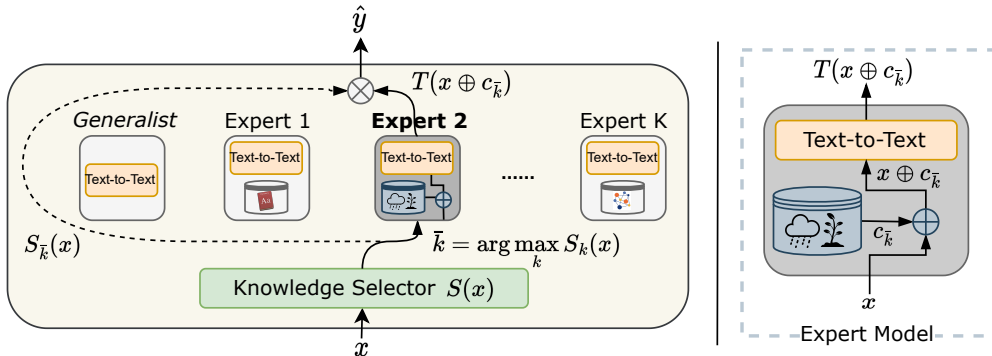 ŷ
T(x ⊕ c_k̄)
Generalist
Expert 1
Expert 2
Expert K
Text-to-Text
Text-to-Text
Text-to-Text
Text-to-Text
......
Aa
S_k̄(x)
k̄ = arg max_k S_k(x)
Knowledge Selector S(x)
x
T(x ⊕ c_k̄)
Text-to-Text
x ⊕ c_k̄
c_k̄
x
Expert Model